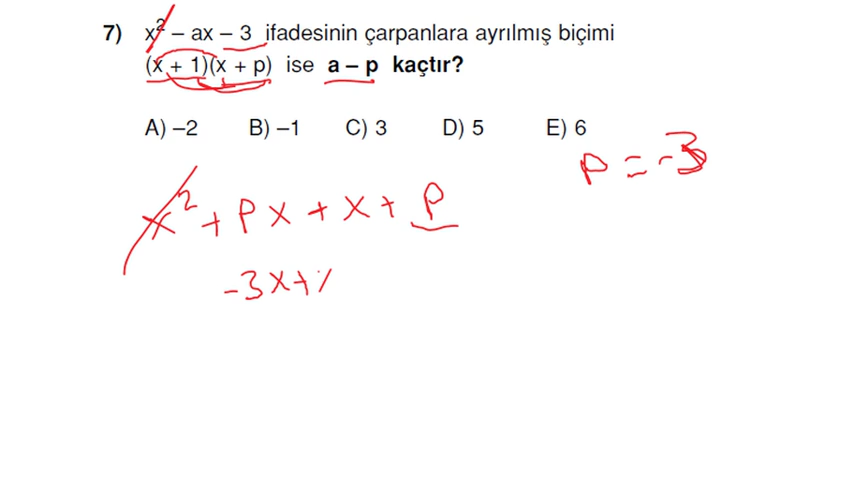 7) x² – ax – 3 ifadesinin çarpanlara ayrılmış biçimi
(x + 1)(x + p) ise a – p kaçtır?
A) –2 B) –1 C) 3 D) 5 E) 6
p = -3
x² + px + x + p
-3x + x